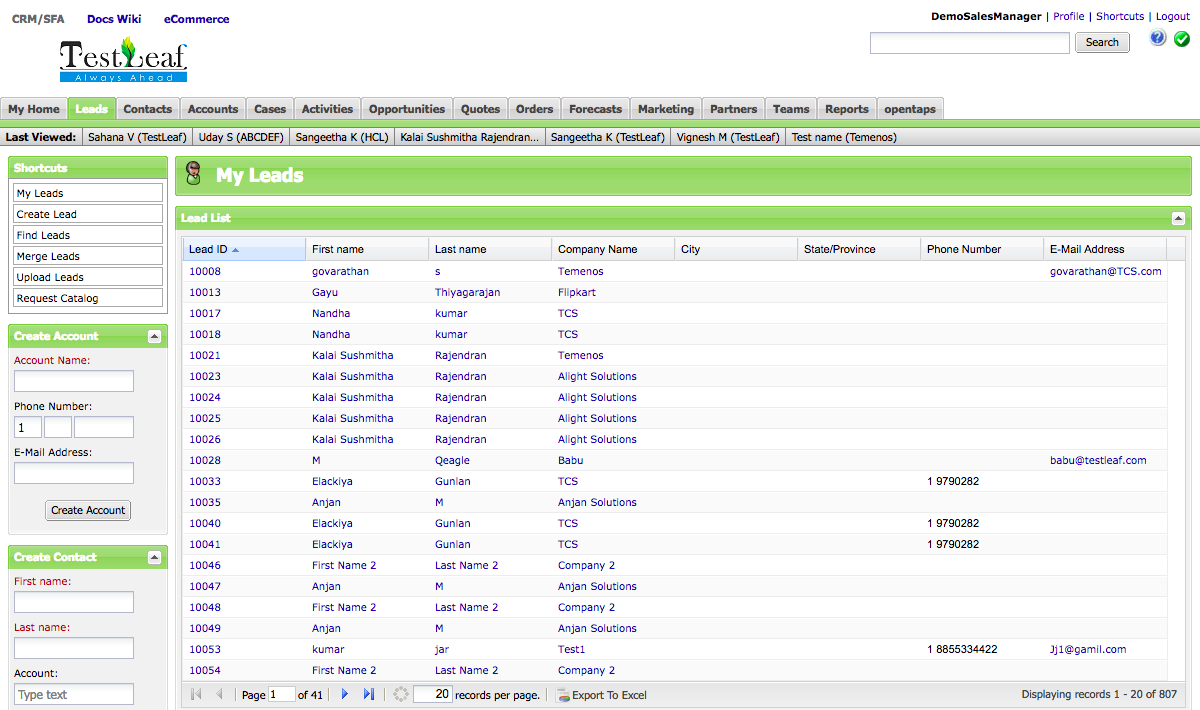 CRM/SFA Docs Wiki eCommerce
DemoSalesManager | Profile | Shortcuts | Logout
TestLeaf
Always Ahead
Search
?
My Home Leads Contacts Accounts Cases Activities Opportunities Quotes Orders Forecasts Marketing Partners Teams Reports opentaps
Last Viewed: Sahana V (TestLeaf) Uday S (ABCDEF) Sangeetha K (HCL) Kalai Sushmitha Rajendran... Sangeetha K (TestLeaf) Vignesh M (TestLeaf) Test name (Temenos)
Shortcuts
My Leads
Create Lead
Find Leads
Merge Leads
Upload Leads
Request Catalog
Create Account
Account Name:
Phone Number:
1
E-Mail Address:
Create Account
Create Contact
First name:
Last name:
Account:
Type text
My Leads
Lead List
Lead ID First name Last name Company Name City State/Province Phone Number E-Mail Address
10008 govarathan s Temenos govarathan@TCS.com
10013 Gayu Thiyagarajan Flipkart
10017 Nandha kumar TCS
10018 Nandha kumar TCS
10021 Kalai Sushmitha Rajendran Temenos
10023 Kalai Sushmitha Rajendran Alight Solutions
10024 Kalai Sushmitha Rajendran Alight Solutions
10025 Kalai Sushmitha Rajendran Alight Solutions
10026 Kalai Sushmitha Rajendran Alight Solutions
10028 M Qeagle Babu babu@testleaf.com
10033 Elackiya Gunlan TCS 1 9790282
10035 Anjan M Anjan Solutions
10040 Elackiya Gunlan TCS 1 9790282
10041 Elackiya Gunlan TCS 1 9790282
10046 First Name 2 Last Name 2 Company 2
10047 Anjan M Anjan Solutions
10048 First Name 2 Last Name 2 Company 2
10049 Anjan M Anjan Solutions
10053 kumar jar Test1 1 8855334422 Jj1@gamil.com
10054 First Name 2 Last Name 2 Company 2
Page 1 of 41 20 records per page. Export To Excel Displaying records 1 - 20 of 807